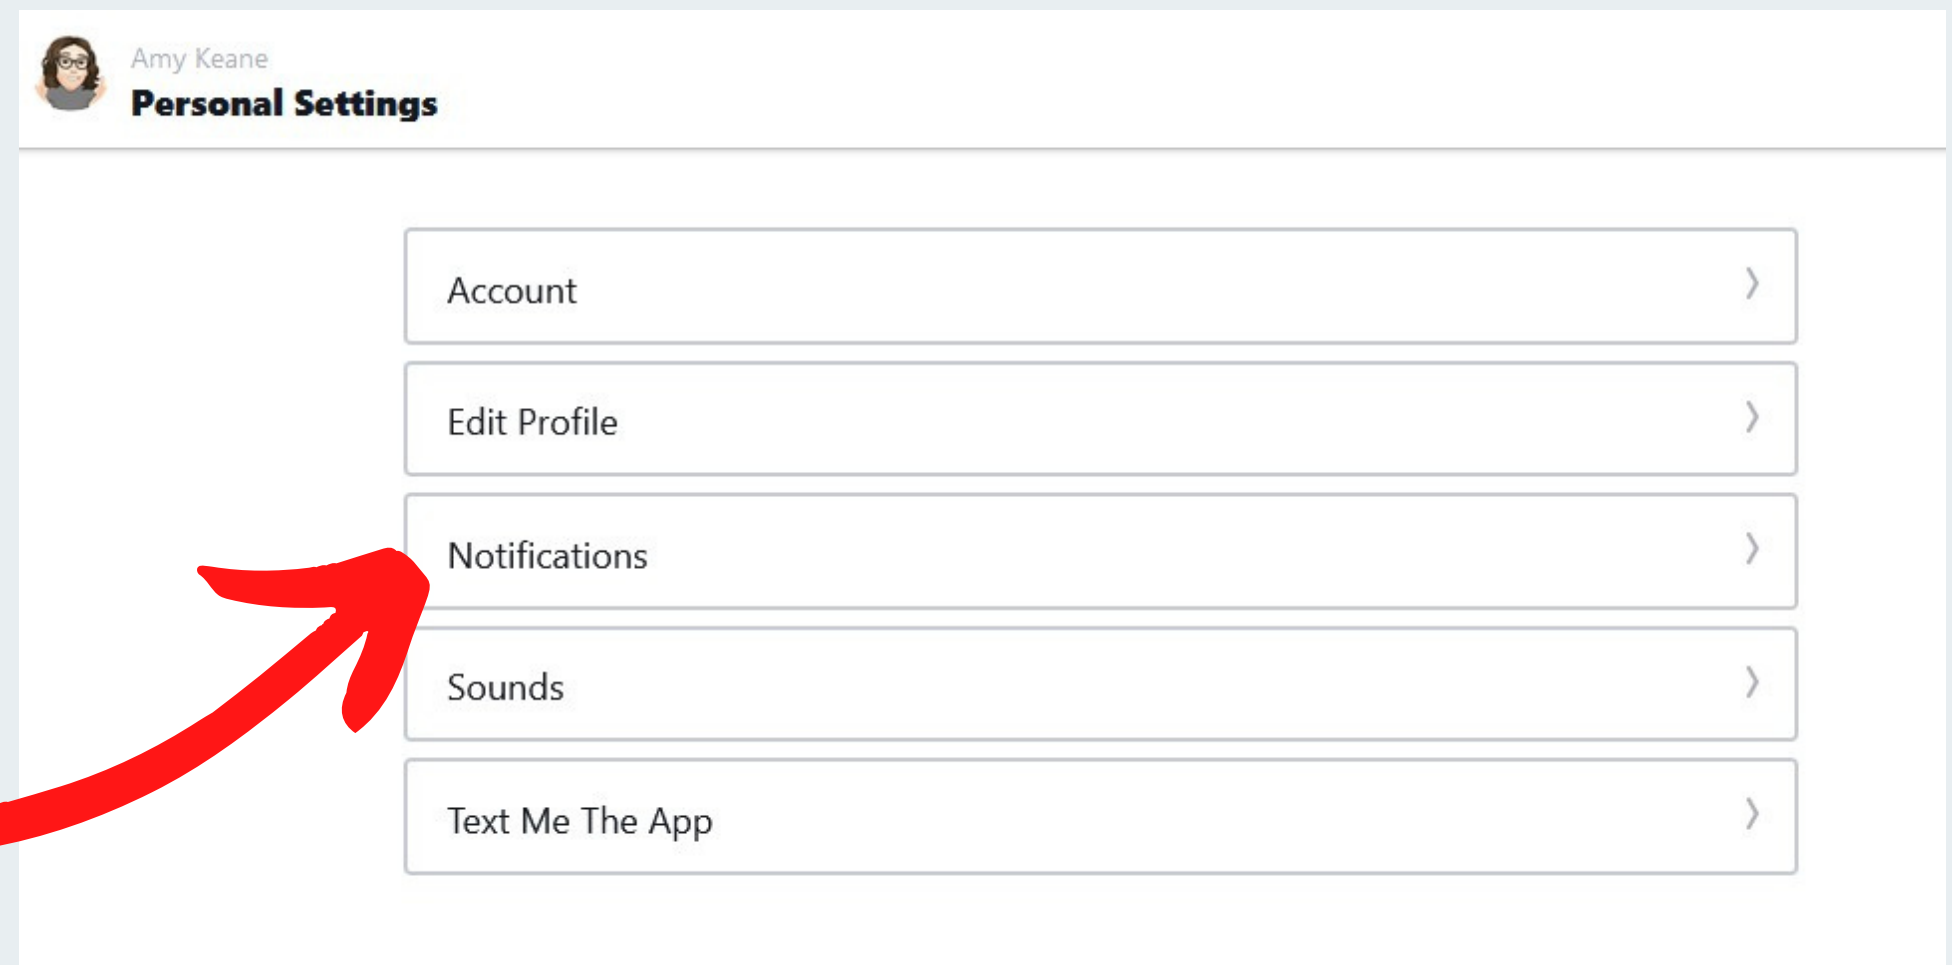 Amy Keane
Personal Settings
Account
Edit Profile
Notifications
Sounds
Text Me The App